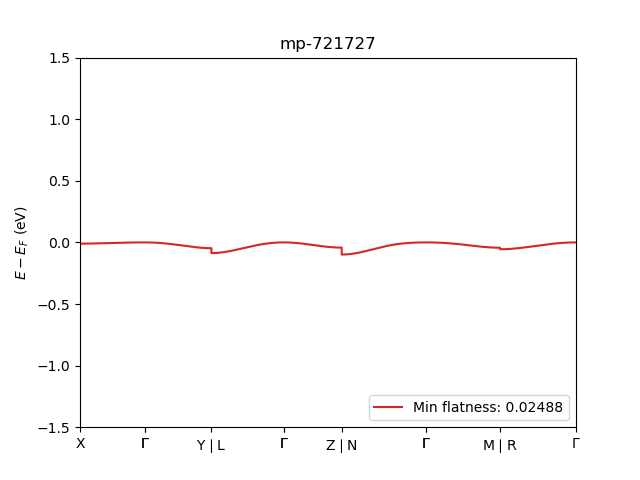 mp-721727
E − E_F (eV)
1.5
1.0
0.5
0.0
−0.5
−1.0
−1.5
Min flatness: 0.02488
X Γ Y | L Γ Z | N Γ M | R Γ